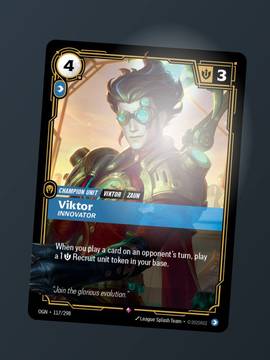 4
3
CHAMPION UNIT VIKTOR / ZAUN
Viktor
INNOVATOR
When you play a card on an opponent's turn, play
a 1 Recruit unit token in your base.
"Join the glorious evolution."
OGN • 117/298
League Splash Team • ©2025RIOT